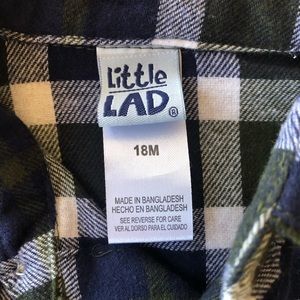 Little
LAD®
18M
MADE IN BANGLADESH
HECHO EN BANGLADESH
SEE REVERSE FOR CARE
VER AL DORSO PARA EL CUIDADO